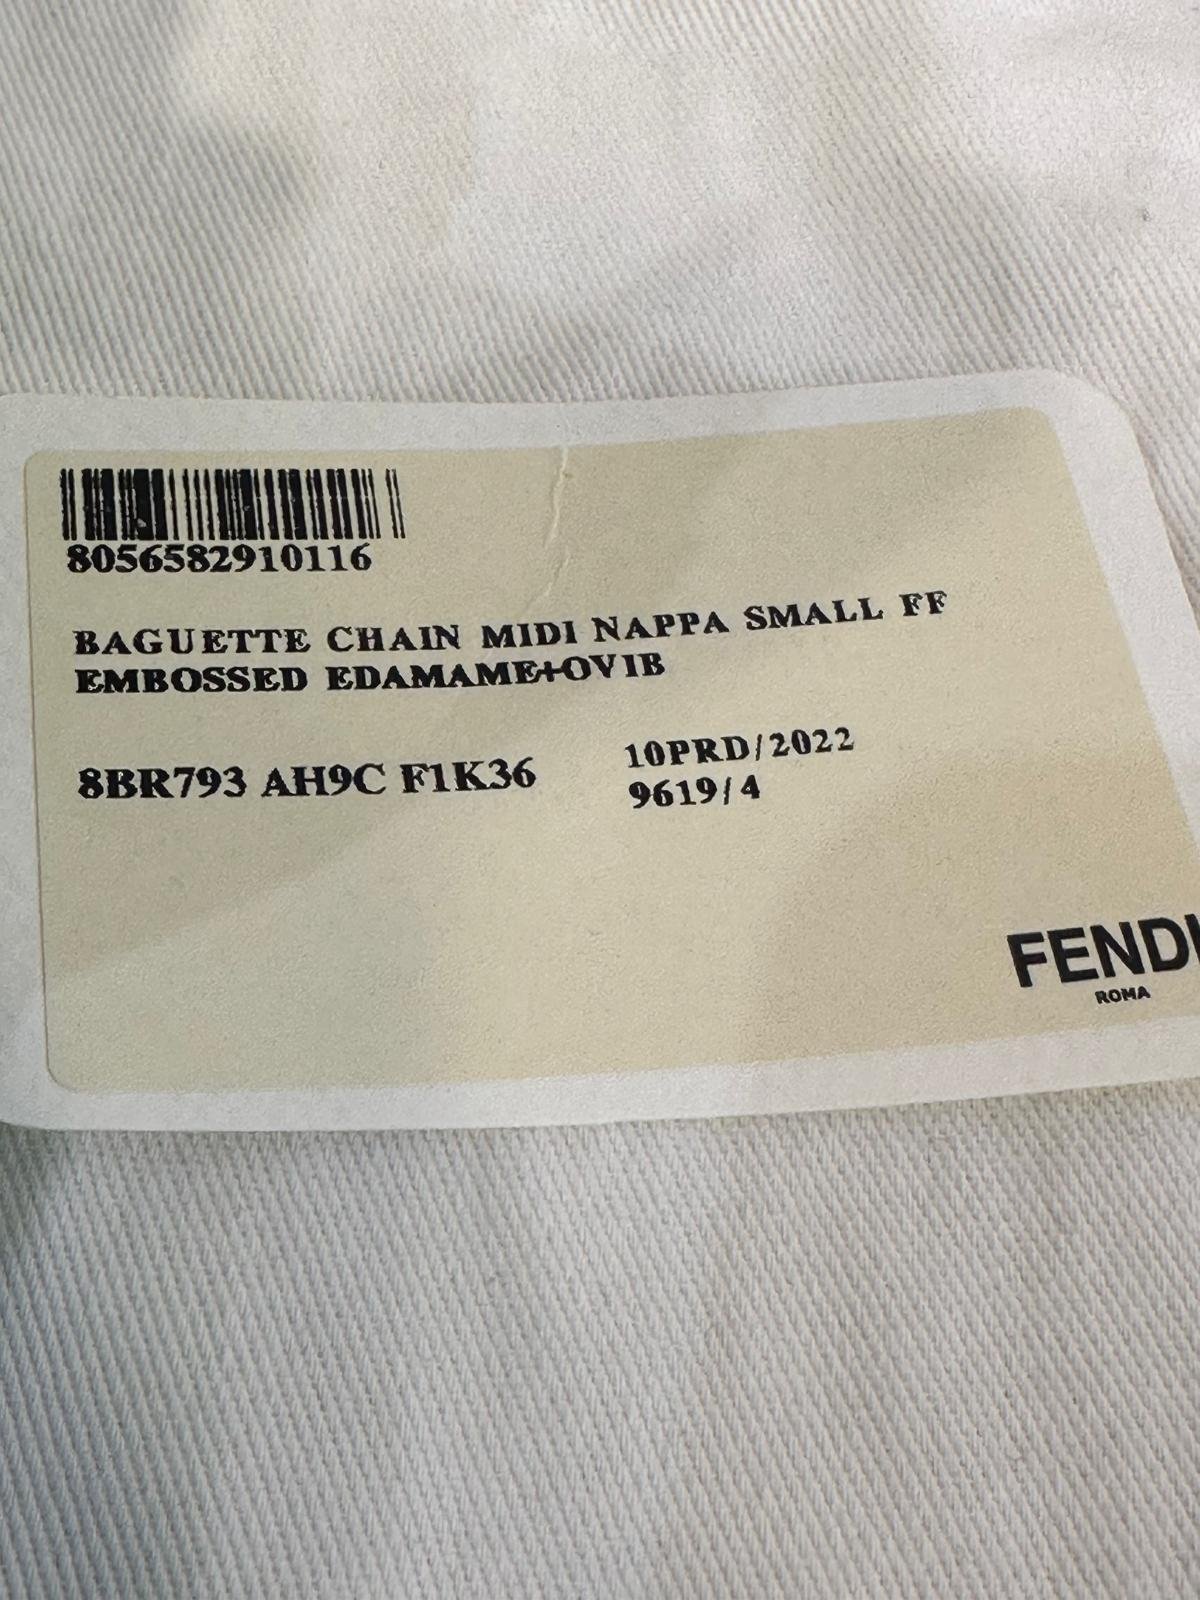 8056582910116
BAGUETTE CHAIN MIDI NAPPA SMALL FF
EMBOSSED EDAMAME+OVIB
8BR793 AH9C F1K36
10PRD/2022
9619/4
FENDI
ROMA